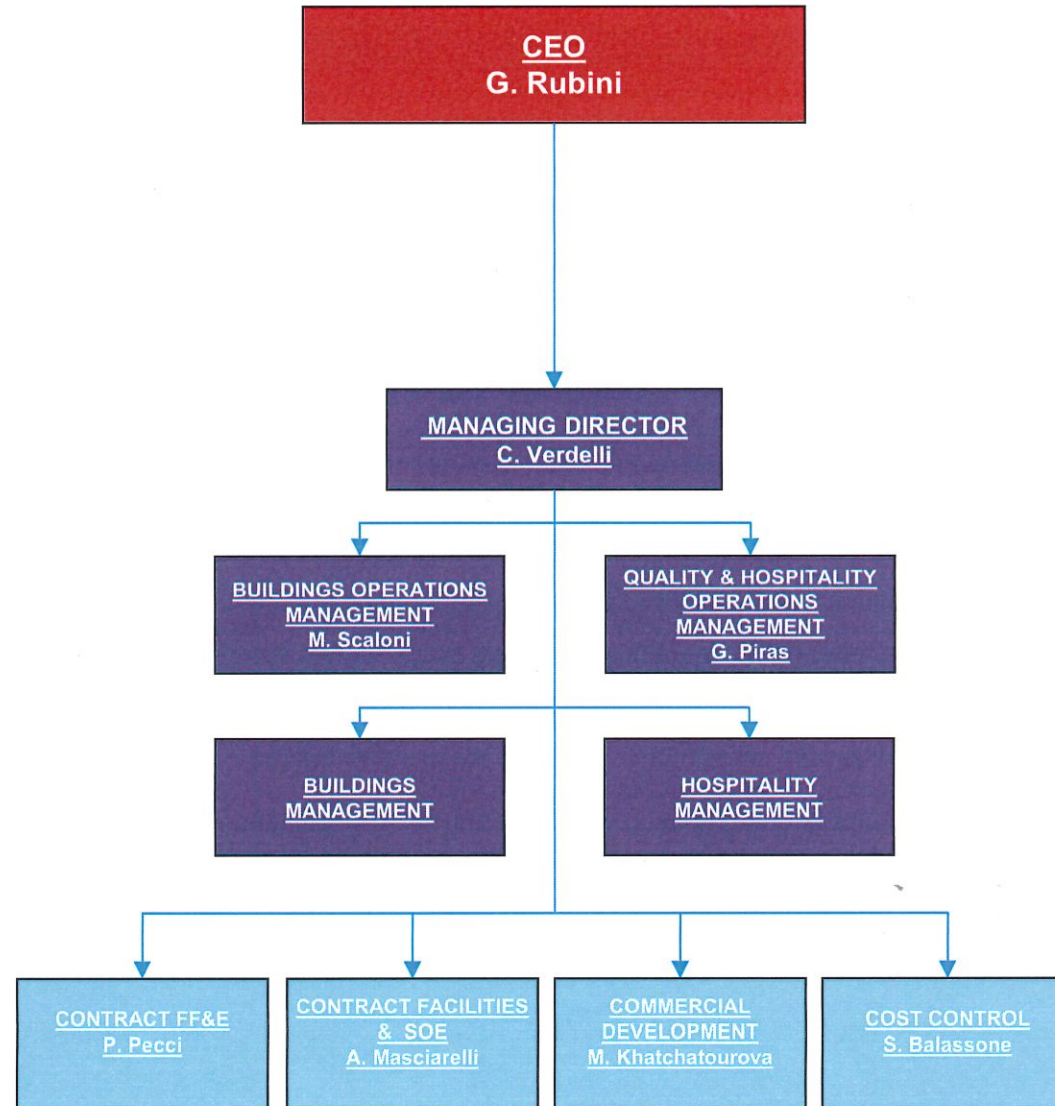 CEO
G. Rubini
MANAGING DIRECTOR
C. Verdelli
BUILDINGS OPERATIONS
MANAGEMENT
M. Scaloni
QUALITY & HOSPITALITY
OPERATIONS
MANAGEMENT
G. Piras
BUILDINGS
MANAGEMENT
HOSPITALITY
MANAGEMENT
CONTRACT FF&E
P. Pecci
CONTRACT FACILITIES
& SOE
A. Masciarelli
COMMERCIAL
DEVELOPMENT
M. Khatchatourova
COST CONTROL
S. Balassone